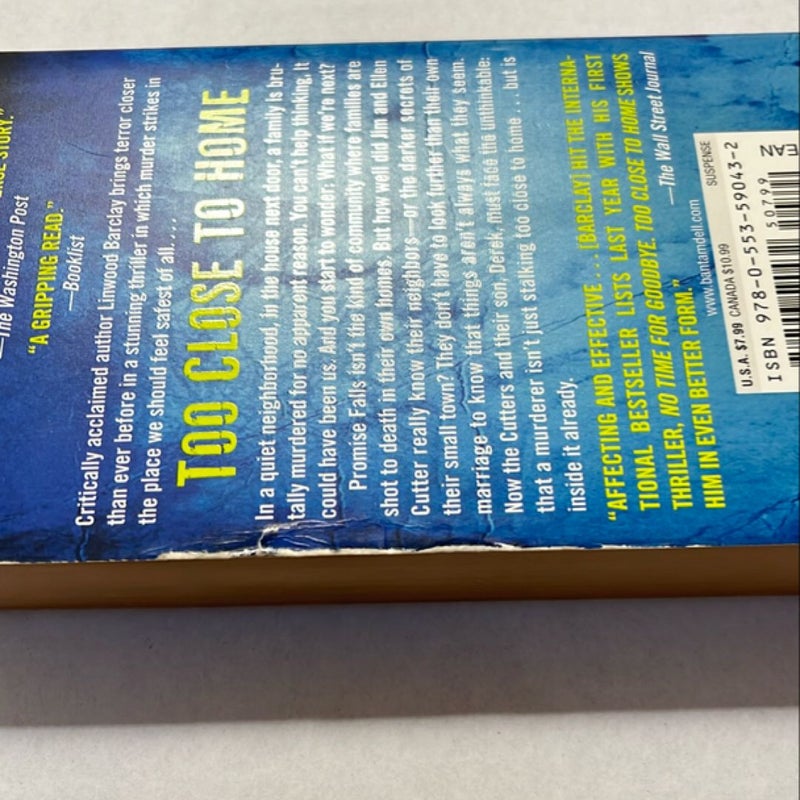 STORY."
—The Washington Post
"A GRIPPING READ."
—Booklist
Critically acclaimed author Linwood Barclay brings terror closer
than ever before in a stunning thriller in which murder strikes in
the place we should feel safest of all. . . .
TOO CLOSE TO HOME
In a quiet neighborhood, in the house next door, a family is bru-
tally murdered for no apparent reason. You can't help thinking, It
could have been us. And you start to wonder: What if we're next?
Promise Falls isn't the kind of community where families are
shot to death in their own homes. But how well did Jim and Ellen
Cutter really know their neighbors—or the darker secrets of
their small town? They don't have to look further than their own
marriage to know that things aren't always what they seem.
Now the Cutters and their son, Derek, must face the unthinkable:
that a murderer isn't just stalking too close to home . . . but is
inside it already.
"AFFECTING AND EFFECTIVE . . . [BARCLAY] HIT THE INTERNA-
TIONAL BESTSELLER LISTS LAST YEAR WITH HIS FIRST
THRILLER, NO TIME FOR GOODBYE. TOO CLOSE TO HOME SHOWS
HIM IN EVEN BETTER FORM."
—The Wall Street Journal
www.bantamdell.com
SUSPENSE
U.S.A. $7.99 CANADA $10.99
ISBN 978-0-553-59043-2
50799